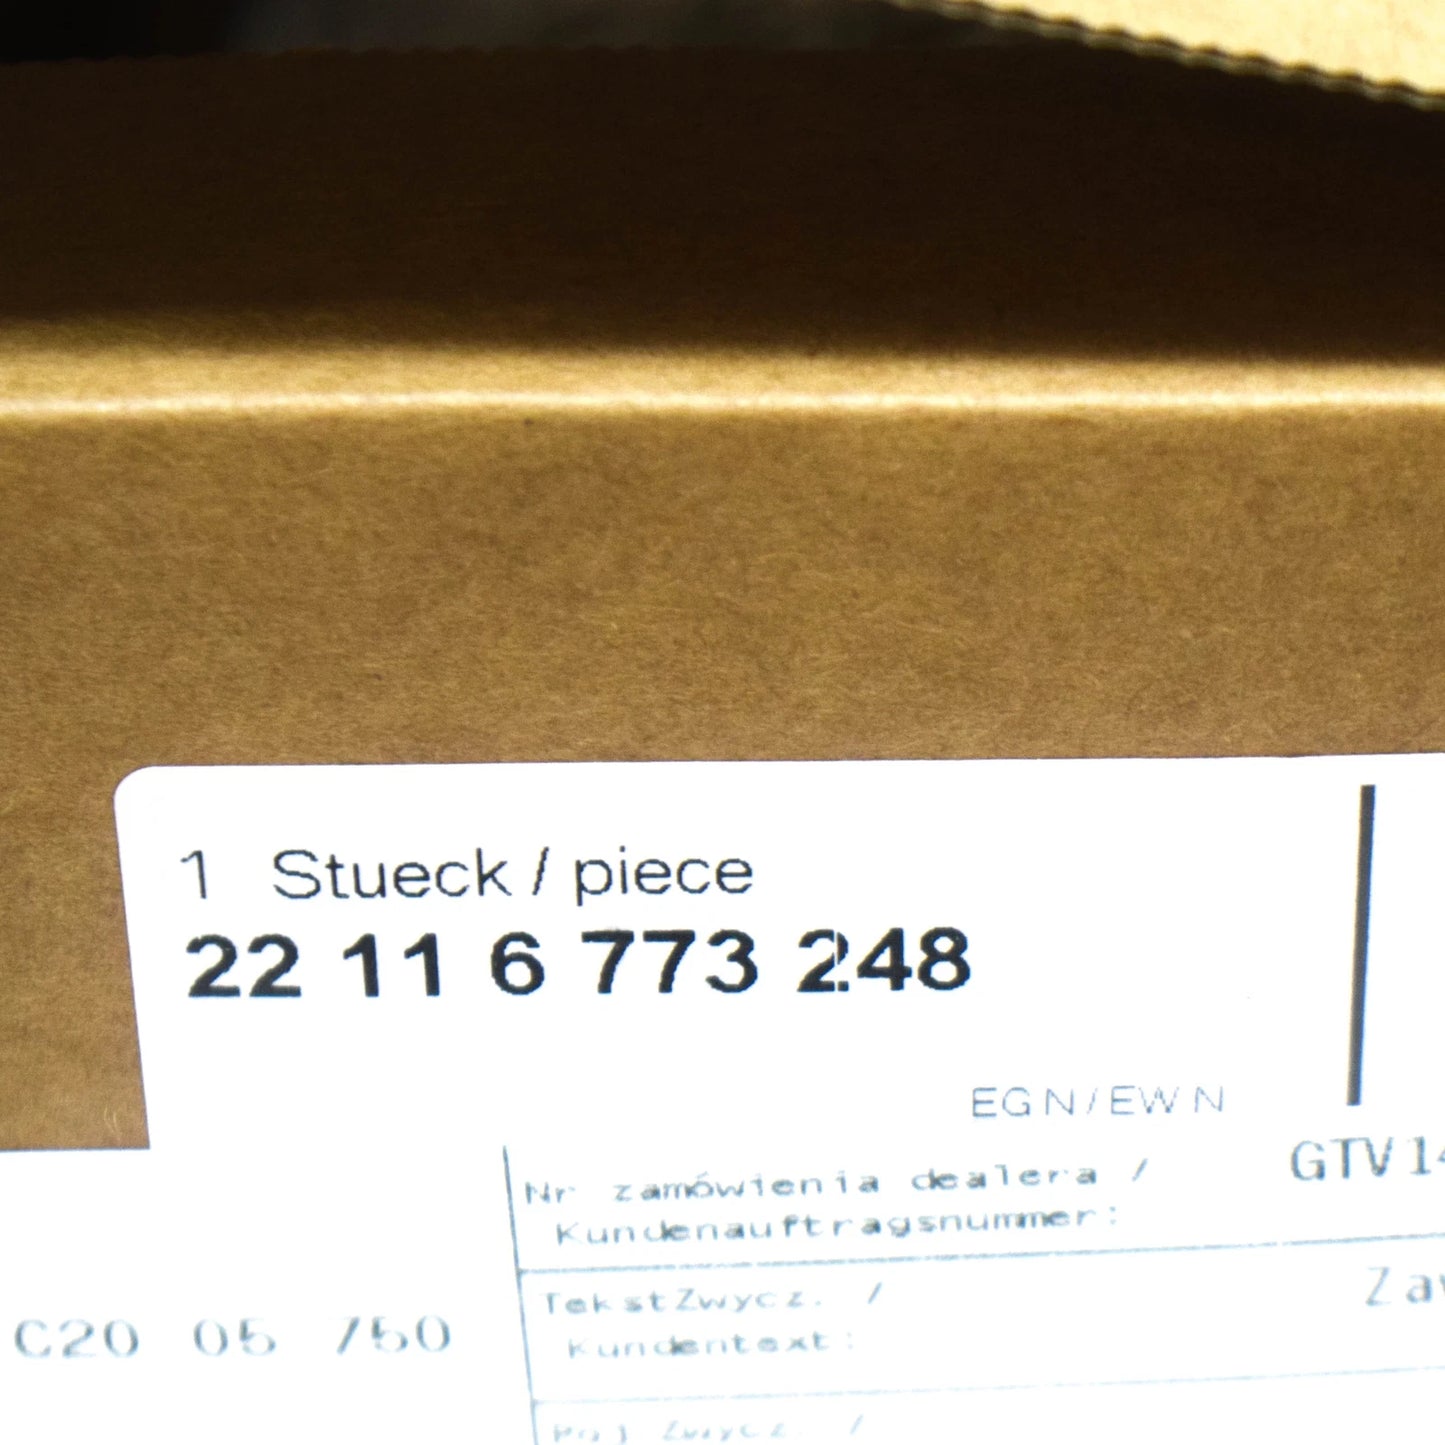 1 Stueck / piece
22 11 6 773 248
EGN/EWN
GTV14
Nr zamówienia dealera /
Kundenauftragsnummer:
TekstZwycz. /
Kundentext:
C20 05 750